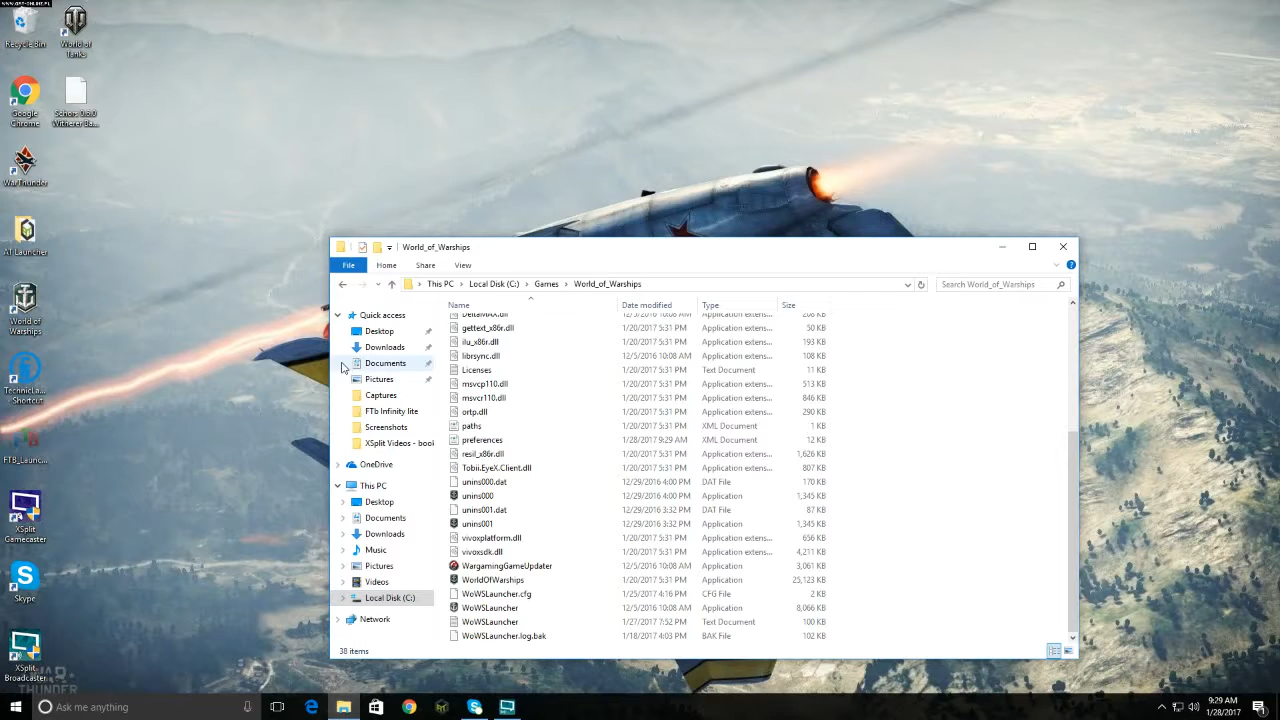 WWW.GRY-ONLINE.PL
Recycle Bin
World of
Tanks
Google
Chrome
WarThunder
ATLauncher
World of
Warships
TechnicLa...
- Shortcut
FTB_Launc...
XSplit
Gamecaster
Skype
XSplit
Broadcaster
WAR
THUNDER
World_of_Warships
File Home Share View
This PC Local Disk (C:) Games World_of_Warships
Search World_of_Warships
Name Date modified Type Size
Quick access
Desktop
Downloads
Documents
Pictures
Captures
FTb Infinity lite
Screenshots
XSplit Videos - book
OneDrive
This PC
Desktop
Documents
Downloads
Music
Pictures
Videos
Local Disk (C:)
Network
gettext_x86r.dll 1/20/2017 5:31 PM Application extens... 50 KB
ilu_x86r.dll 1/20/2017 5:31 PM Application extens... 193 KB
librsync.dll 12/5/2016 10:08 AM Application extens... 108 KB
Licenses 1/20/2017 5:31 PM Text Document 11 KB
msvcp110.dll 1/20/2017 5:31 PM Application extens... 513 KB
msvcr110.dll 1/20/2017 5:31 PM Application extens... 846 KB
ortp.dll 1/20/2017 5:31 PM Application extens... 290 KB
paths 1/20/2017 5:31 PM XML Document 1 KB
preferences 1/28/2017 9:29 AM XML Document 12 KB
resil_x86r.dll 1/20/2017 5:31 PM Application extens... 1,626 KB
Tobii.EyeX.Client.dll 1/20/2017 5:31 PM Application extens... 807 KB
unins000.dat 12/29/2016 4:00 PM DAT File 170 KB
unins000 12/29/2016 4:00 PM Application 1,345 KB
unins001.dat 12/29/2016 3:32 PM DAT File 87 KB
unins001 12/29/2016 3:32 PM Application 1,345 KB
vivoxplatform.dll 1/20/2017 5:31 PM Application extens... 656 KB
vivoxsdk.dll 1/20/2017 5:31 PM Application extens... 4,211 KB
WargamingGameUpdater 12/5/2016 10:08 AM Application 3,061 KB
WorldOfWarships 1/20/2017 5:31 PM Application 25,123 KB
WoWSLauncher.cfg 1/25/2017 4:16 PM CFG File 2 KB
WoWSLauncher 12/5/2016 10:08 AM Application 8,066 KB
WoWSLauncher 1/27/2017 7:52 PM Text Document 100 KB
WoWSLauncher.log.bak 1/18/2017 4:03 PM BAK File 102 KB
38 items
Ask me anything
9:29 AM
1/28/2017